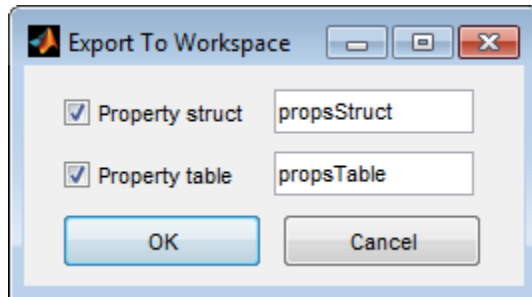 Export To Workspace
Property struct propsStruct
Property table propsTable
OK Cancel